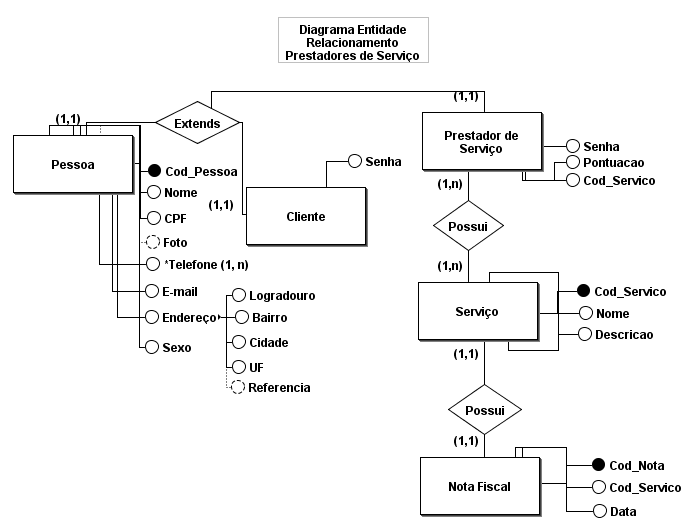 Diagrama Entidade
Relacionamento
Prestadores de Serviço
(1,1)
(1,1)
Extends
Prestador de
Serviço
Pessoa
Senha
Pontuacao
Cod_Servico
Senha
Cod_Pessoa
Nome
(1,n)
(1,1)
Cliente
CPF
Possui
Foto
*Telefone (1, n)
(1,n)
E-mail
Logradouro
Cod_Servico
Endereço
Bairro
Serviço
Nome
Descricao
Sexo
Cidade
(1,1)
UF
Referencia
Possui
(1,1)
Cod_Nota
Nota Fiscal
Cod_Servico
Data